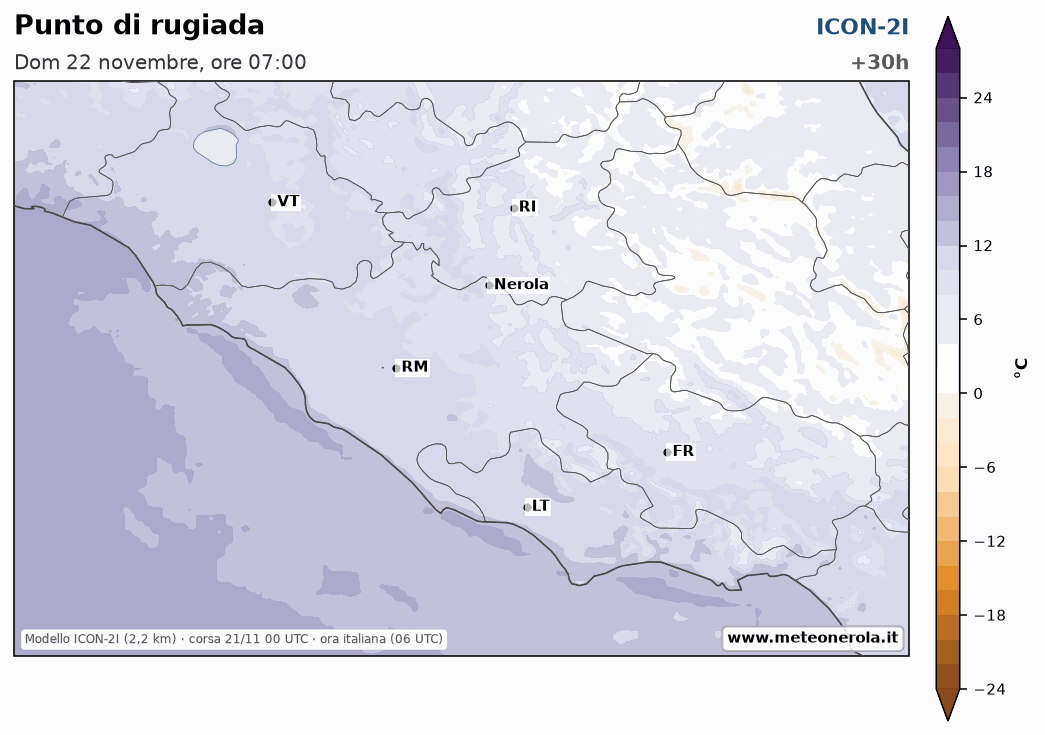 Punto di rugiada
ICON-2I
Dom 22 novembre, ore 07:00
+30h
VT
RI
Nerola
RM
FR
LT
Modello ICON-2I (2,2 km) · corsa 21/11 00 UTC · ora italiana (06 UTC)
www.meteonerola.it
24
18
12
6
0
−6
−12
−18
−24
°C